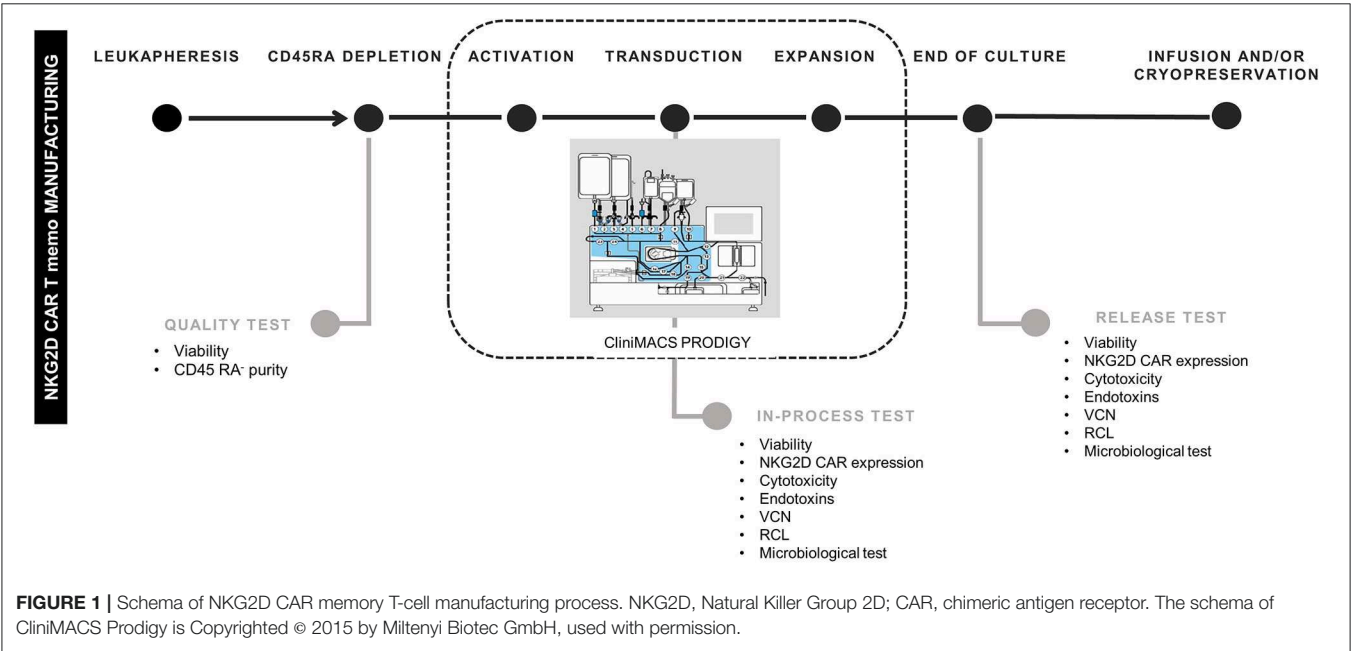 NKG2D CAR T memo MANUFACTURING
LEUKAPHERESIS
CD45RA DEPLETION
ACTIVATION
TRANSDUCTION
EXPANSION
END OF CULTURE
INFUSION AND/OR
CRYOPRESERVATION
CliniMACS PRODIGY
QUALITY TEST
• Viability
• CD45 RA⁻ purity
IN-PROCESS TEST
• Viability
• NKG2D CAR expression
• Cytotoxicity
• Endotoxins
• VCN
• RCL
• Microbiological test
RELEASE TEST
• Viability
• NKG2D CAR expression
• Cytotoxicity
• Endotoxins
• VCN
• RCL
• Microbiological test
FIGURE 1 | Schema of NKG2D CAR memory T-cell manufacturing process. NKG2D, Natural Killer Group 2D; CAR, chimeric antigen receptor. The schema of
CliniMACS Prodigy is Copyrighted © 2015 by Miltenyi Biotec GmbH, used with permission.